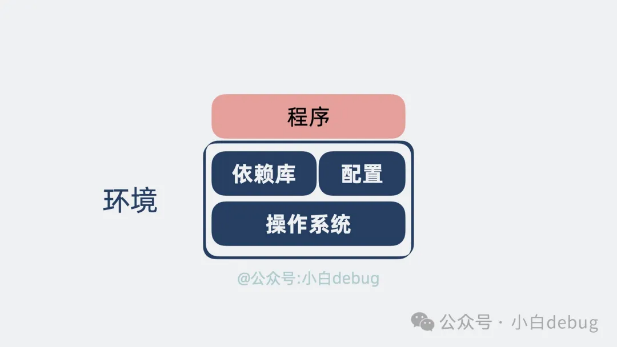 程序
依赖库 配置
环境
操作系统
@公众号:小白debug
公众号 · 小白debug